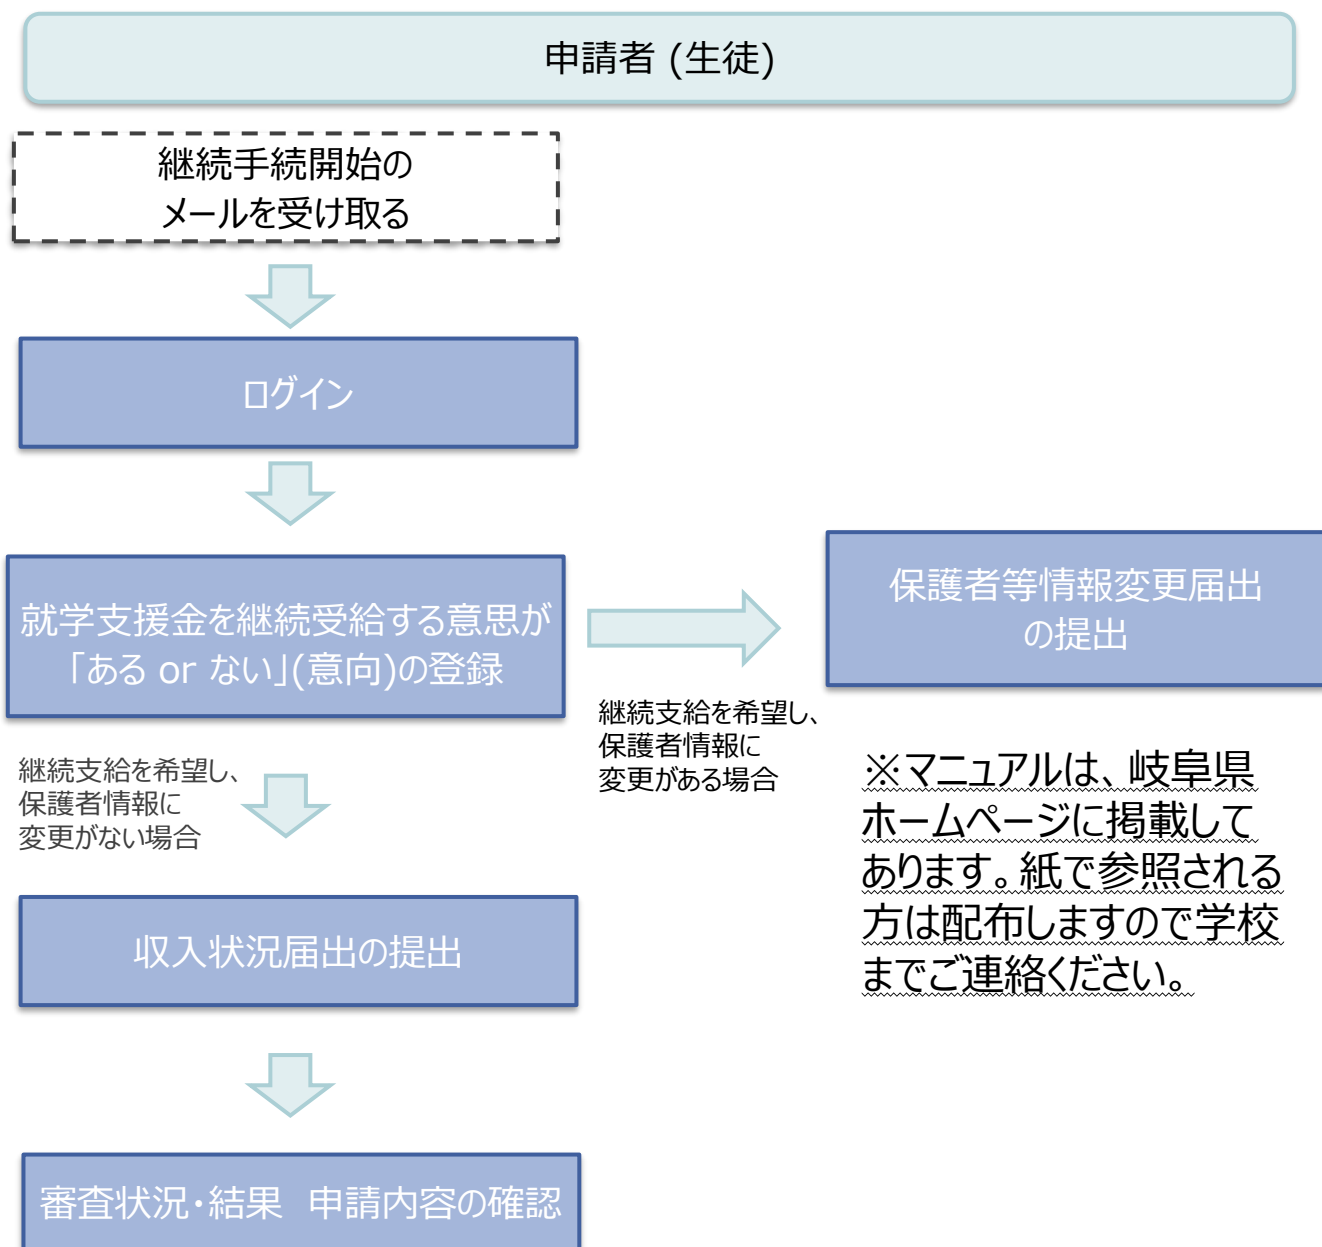 申請者 (生徒)
継続手続開始の
メールを受け取る
ログイン
就学支援金を継続受給する意思が
「ある or ない」(意向)の登録
保護者等情報変更届出
の提出
継続支給を希望し、
保護者情報に
変更がある場合
継続支給を希望し、
保護者情報に
変更がない場合
※マニュアルは、岐阜県
ホームページに掲載して
あります。紙で参照される
方は配布しますので学校
までご連絡ください。
収入状況届出の提出
審査状況・結果　申請内容の確認